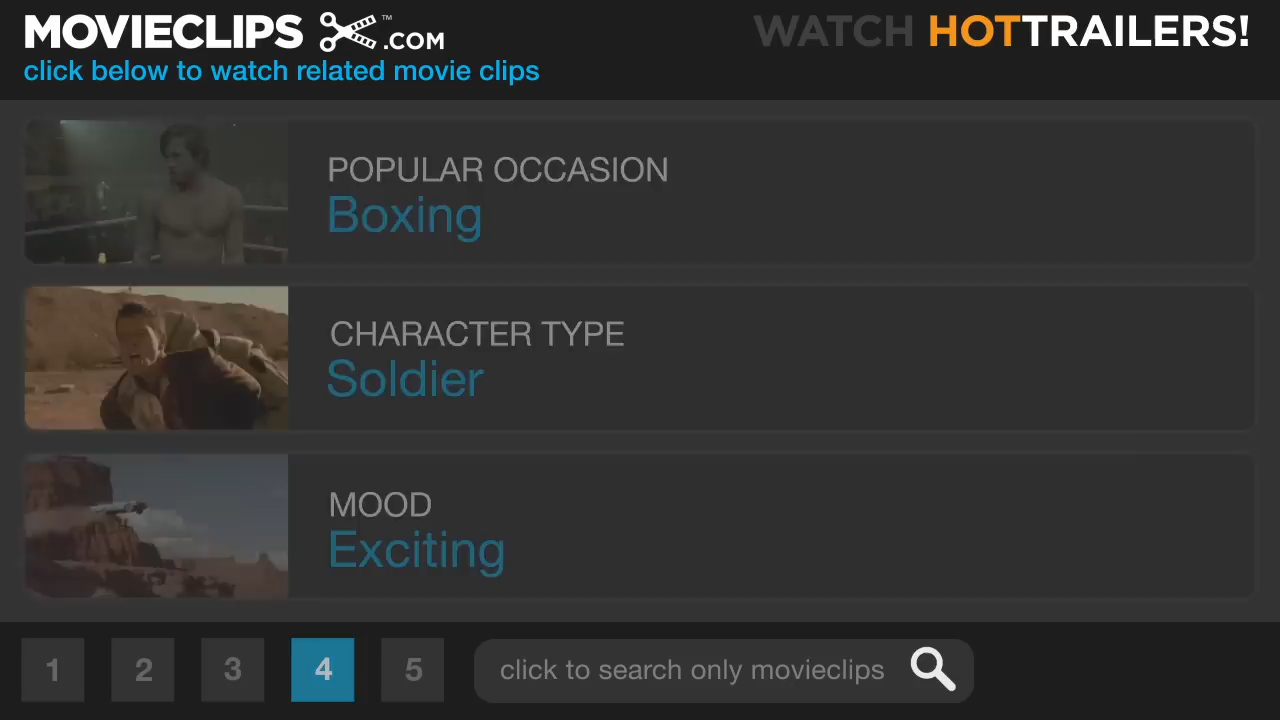 MOVIECLIPS™.COM
WATCH HOTTRAILERS!
click below to watch related movie clips
POPULAR OCCASION
Boxing
CHARACTER TYPE
Soldier
MOOD
Exciting
1 2 3 4 5 click to search only movieclips